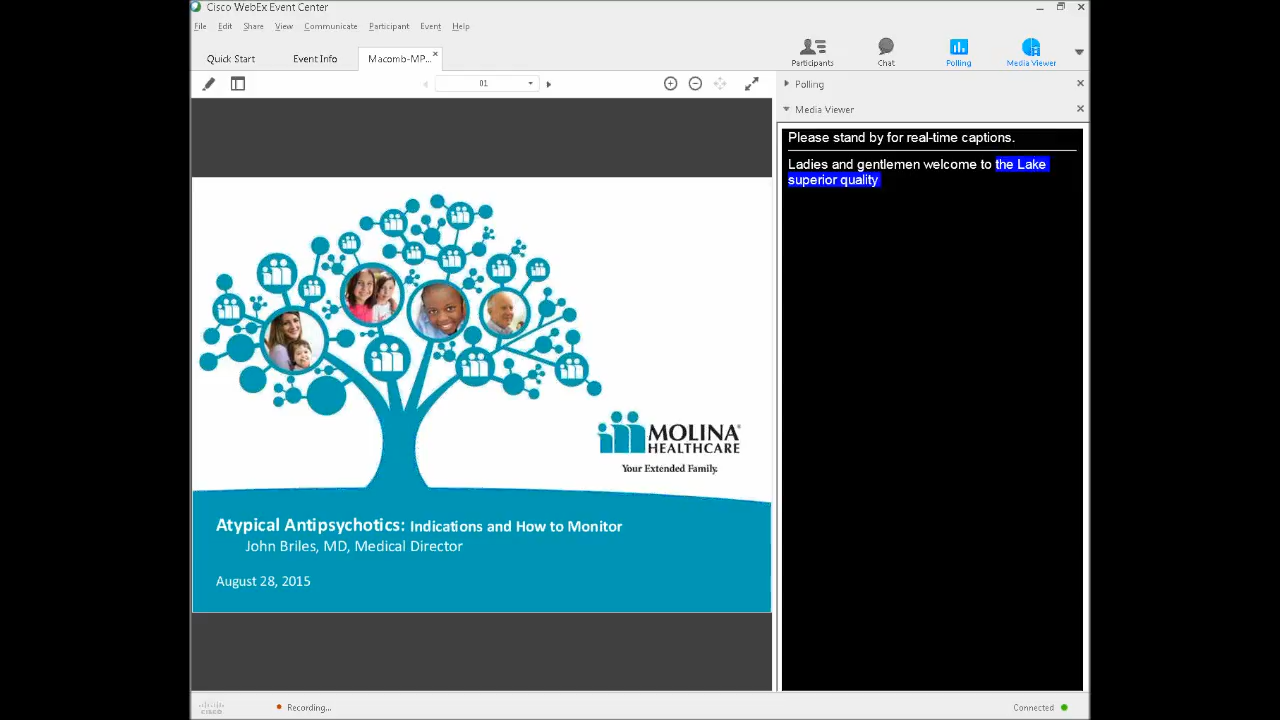 Cisco WebEx Event Center
File Edit Share View Communicate Participant Event Help
Quick Start Event Info Macomb-MP...
Participants Chat Polling Media Viewer
01
Polling
Media Viewer
Please stand by for real-time captions.
Ladies and gentlemen welcome to the Lake
superior quality
MOLINA®
HEALTHCARE
Your Extended Family.
Atypical Antipsychotics: Indications and How to Monitor
John Briles, MD, Medical Director
August 28, 2015
CISCO
Recording...
Connected